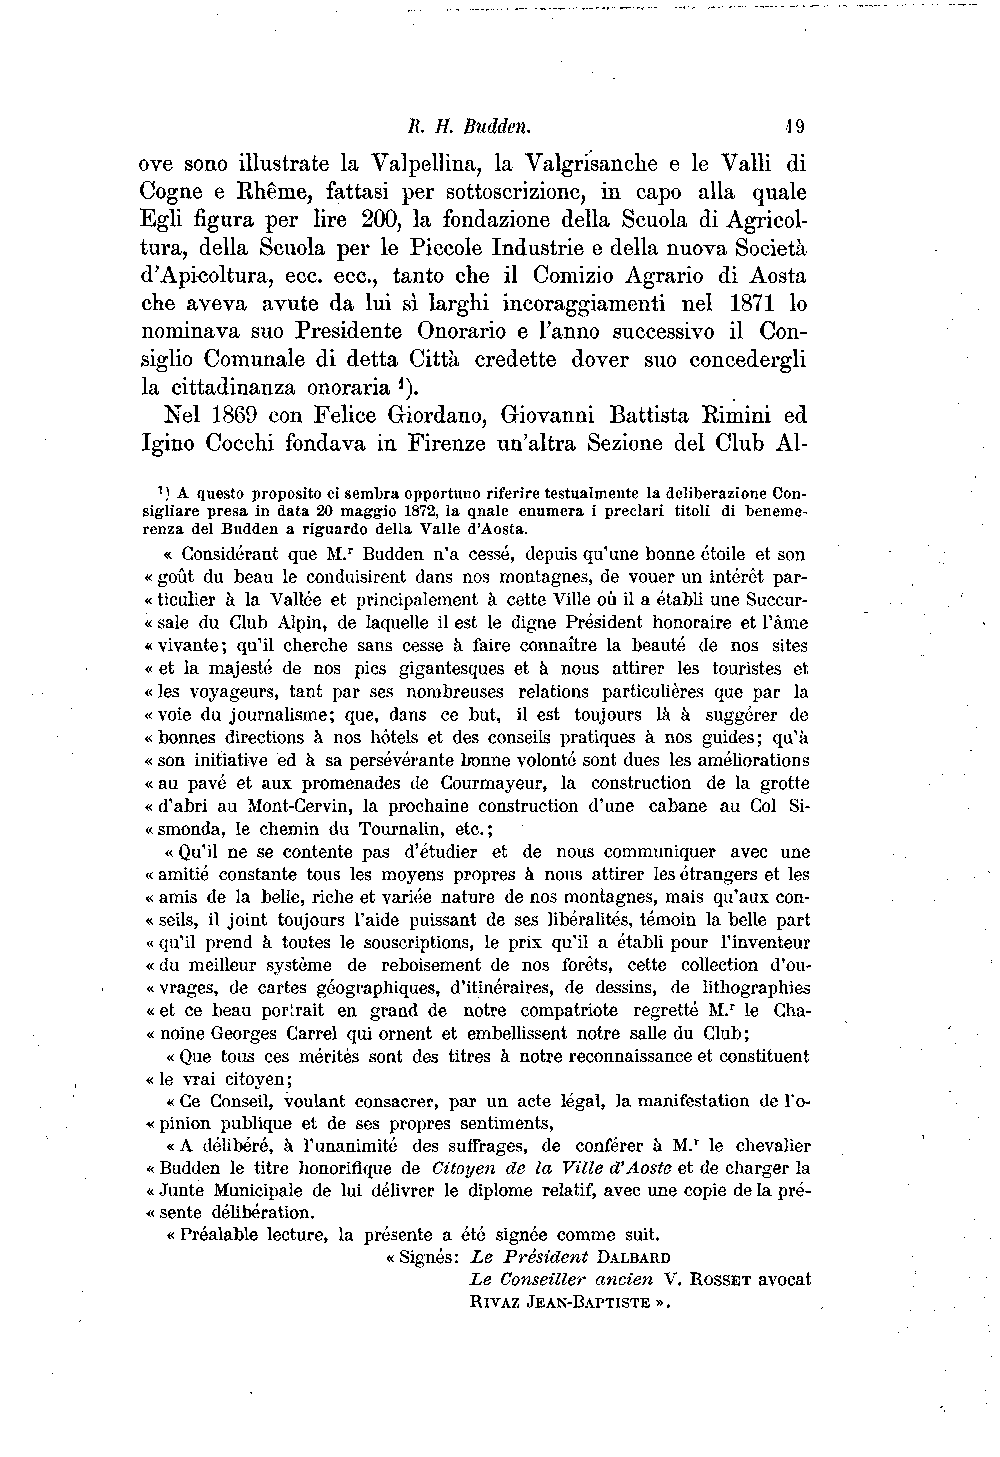 R. H. Budden. 19
ove sono illustrate la Valpellina, la Valgrisanche e le Valli di
Cogne e Rhême, fattasi per sottoscrizione, in capo alla quale
Egli figura per lire 200, la fondazione della Scuola di Agricol-
tura, della Scuola per le Piccole Industrie e della nuova Società
d'Apicoltura, ecc. ecc., tanto che il Comizio Agrario di Aosta
che aveva avute da lui sì larghi incoraggiamenti nel 1871 lo
nominava suo Presidente Onorario e l'anno successivo il Con-
siglio Comunale di detta Città credette dover suo concedergli
la cittadinanza onoraria ¹).
Nel 1869 con Felice Giordano, Giovanni Battista Rimini ed
Igino Cocchi fondava in Firenze un'altra Sezione del Club Al-
¹) A questo proposito ci sembra opportuno riferire testualmente la deliberazione Con-
sigliare presa in data 20 maggio 1872, la qnale enumera i preclari titoli di beneme-
renza del Budden a riguardo della Valle d'Aosta.
« Considérant que M.ʳ Budden n'a cessé, depuis qu'une bonne étoile et son
« goût du beau le conduisirent dans nos montagnes, de vouer un intérêt par-
« ticulier à la Vallée et principalement à cette Ville où il a établi une Succur-
« sale du Club Alpin, de laquelle il est le digne Président honoraire et l'âme
« vivante; qu'il cherche sans cesse à faire connaître la beauté de nos sites
« et la majesté de nos pics gigantesques et à nous attirer les touristes et
« les voyageurs, tant par ses nombreuses relations particulières que par la
« voie du journalisme; que, dans ce but, il est toujours là à suggérer de
« bonnes directions à nos hôtels et des conseils pratiques à nos guides; qu'à
« son initiative ed à sa persévérante bonne volonté sont dues les améliorations
« au pavé et aux promenades de Courmayeur, la construction de la grotte
« d'abri au Mont-Cervin, la prochaine construction d'une cabane au Col Si-
« smonda, le chemin du Tournalin, etc.;
« Qu'il ne se contente pas d'étudier et de nous communiquer avec une
« amitié constante tous les moyens propres à nous attirer les étrangers et les
« amis de la belle, riche et variée nature de nos montagnes, mais qu'aux con-
« seils, il joint toujours l'aide puissant de ses libéralités, témoin la belle part
« qu'il prend à toutes le souscriptions, le prix qu'il a établi pour l'inventeur
« du meilleur système de reboisement de nos forêts, cette collection d'ou-
« vrages, de cartes géographiques, d'itinéraires, de dessins, de lithographies
« et ce beau portrait en grand de notre compatriote regretté M.ʳ le Cha-
« noine Georges Carrel qui ornent et embellissent notre salle du Club;
« Que tous ces mérités sont des titres à notre reconnaissance et constituent
« le vrai citoyen;
« Ce Conseil, voulant consacrer, par un acte légal, la manifestation de l'o-
« pinion publique et de ses propres sentiments,
« A délibéré, à l'unanimité des suffrages, de conférer à M.ʳ le chevalier
« Budden le titre honorifique de Citoyen de la Ville d'Aoste et de charger la
« Junte Municipale de lui délivrer le diplome relatif, avec une copie de la pré-
« sente délibération.
« Préalable lecture, la présente a été signée comme suit.
« Signés: Le Président DALBARD
Le Conseiller ancien V. ROSSET avocat
RIVAZ JEAN-BAPTISTE ».